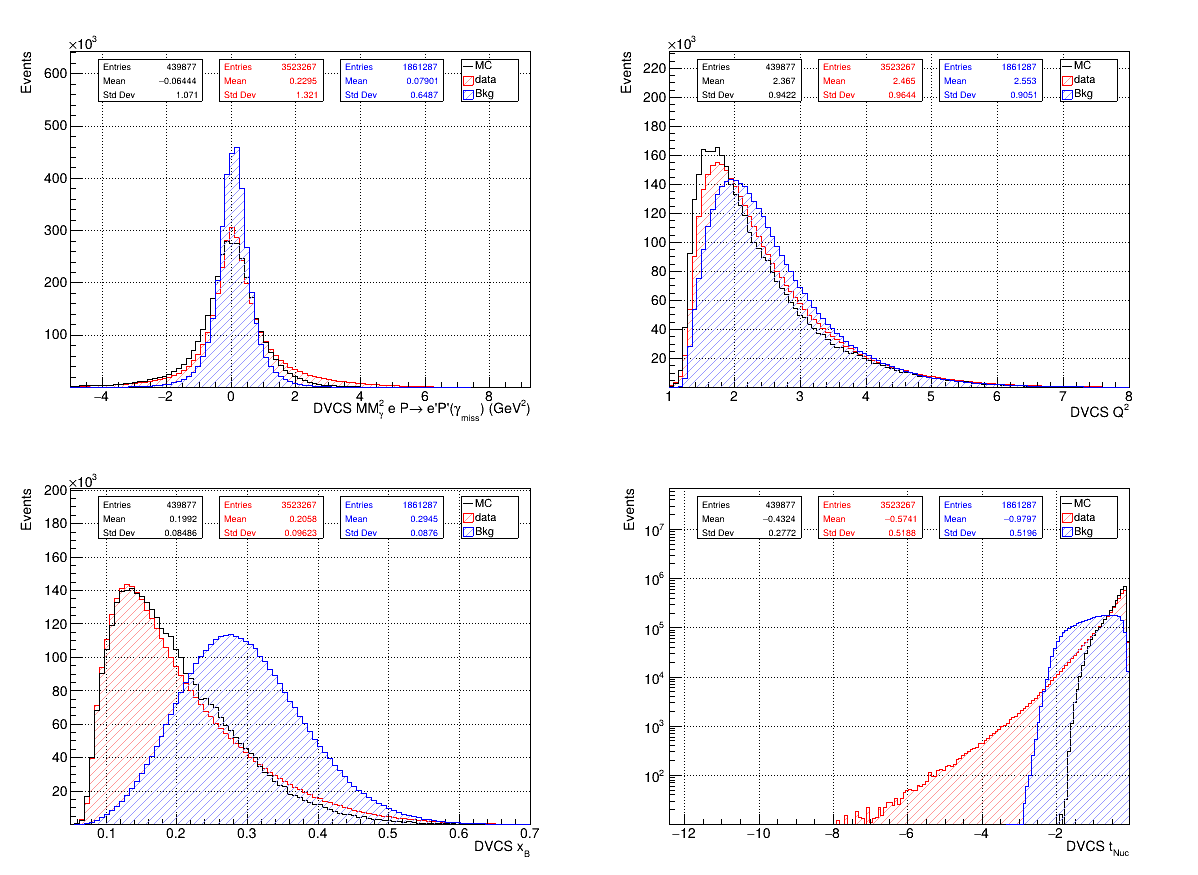 ×10³
Events
Entries 439877
Mean −0.06444
Std Dev 1.071
Entries 3523267
Mean 0.2295
Std Dev 1.321
Entries 1861287
Mean 0.07901
Std Dev 0.6487
MC
data
Bkg
600
500
400
300
200
100
−4 −2 0 2 4 6 8
DVCS MM²γ e P→ e'P'(γmiss) (GeV²)
×10³
Events
Entries 439877
Mean 2.367
Std Dev 0.9422
Entries 3523267
Mean 2.465
Std Dev 0.9644
Entries 1861287
Mean 2.553
Std Dev 0.9051
MC
data
Bkg
220
200
180
160
140
120
100
80
60
40
20
1 2 3 4 5 6 7 8
DVCS Q²
×10³
Events
Entries 439877
Mean 0.1992
Std Dev 0.08486
Entries 3523267
Mean 0.2058
Std Dev 0.09623
Entries 1861287
Mean 0.2945
Std Dev 0.0876
MC
data
Bkg
200
180
160
140
120
100
80
60
40
20
0.1 0.2 0.3 0.4 0.5 0.6 0.7
DVCS xB
Events
Entries 439877
Mean −0.4324
Std Dev 0.2772
Entries 3523267
Mean −0.5741
Std Dev 0.5188
Entries 1861287
Mean −0.9797
Std Dev 0.5196
MC
data
Bkg
10⁷
10⁶
10⁵
10⁴
10³
10²
−12 −10 −8 −6 −4 −2
DVCS tNuc